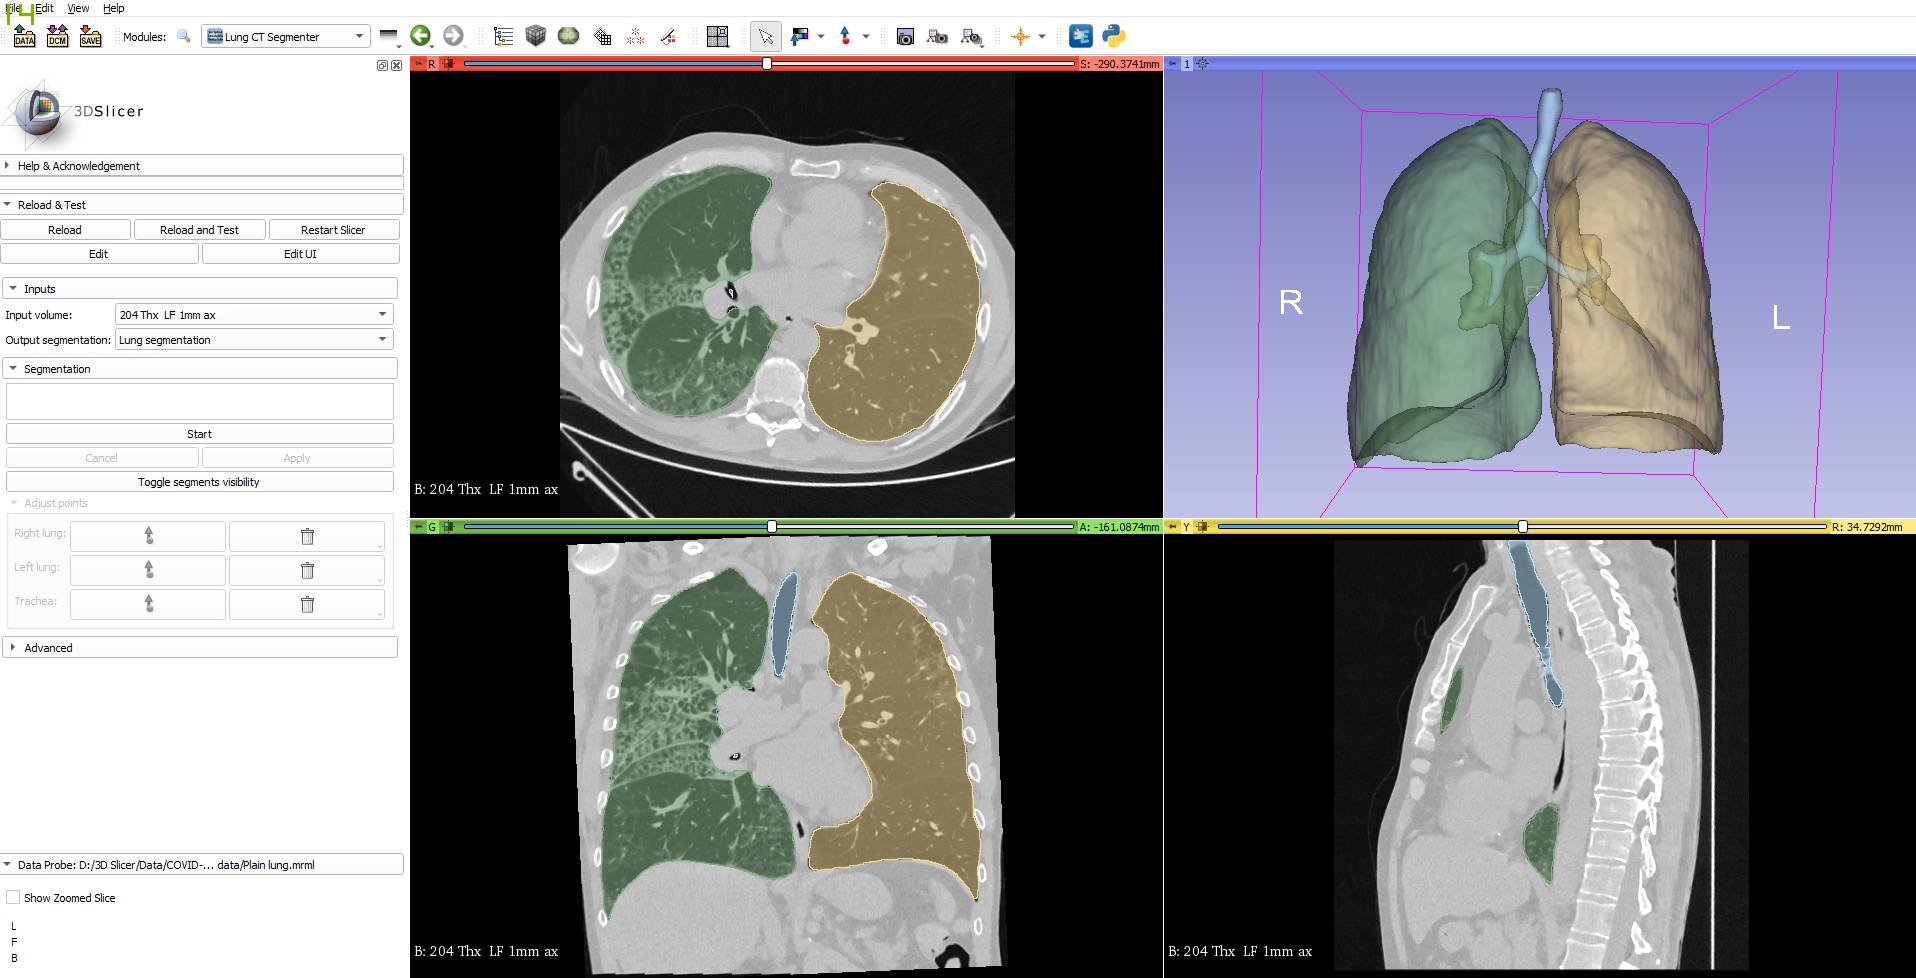 14
File Edit View Help
DATA DCM SAVE Modules: Lung CT Segmenter
R S: -290.3741mm
1
3DSlicer
Help & Acknowledgement
Reload & Test
Reload Reload and Test Restart Slicer
Edit Edit UI
Inputs
Input volume: 204 Thx LF 1mm ax
Output segmentation: Lung segmentation
Segmentation
Start
Cancel Apply
Toggle segments visibility
Adjust points
Right lung:
Left lung:
Trachea:
Advanced
Data Probe: D:/3D Slicer/Data/COVID-... data/Plain lung.mrml
Show Zoomed Slice
L
F
B
B: 204 Thx LF 1mm ax
R L
G A: -161.0874mm
B: 204 Thx LF 1mm ax
Y R: 34.7292mm
B: 204 Thx LF 1mm ax